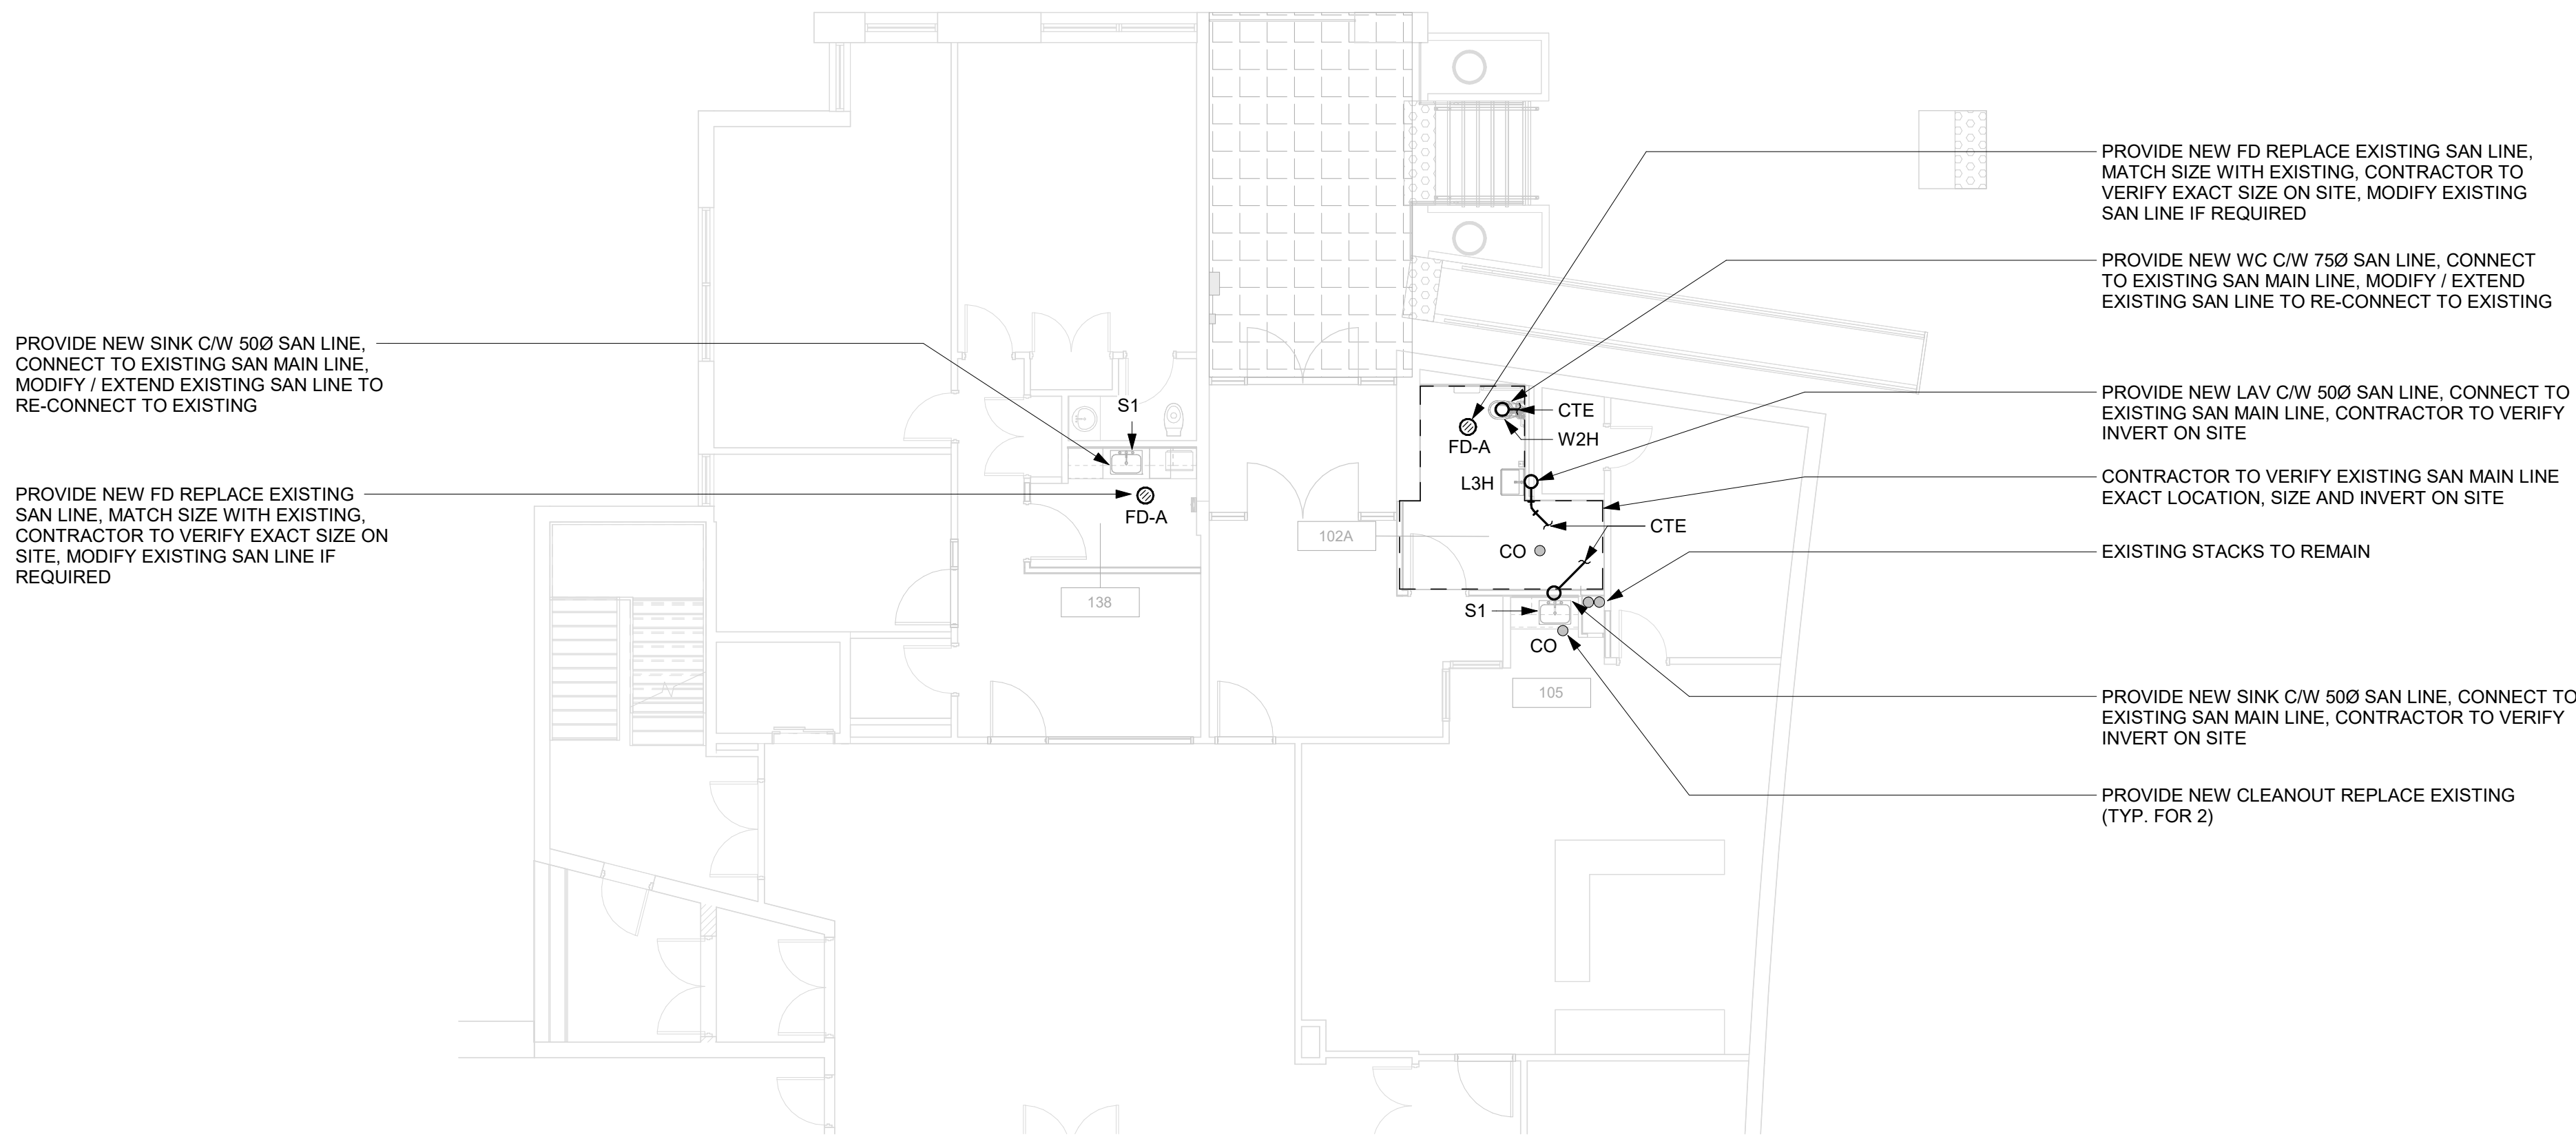 PROVIDE NEW FD REPLACE EXISTING SAN LINE,
MATCH SIZE WITH EXISTING, CONTRACTOR TO
VERIFY EXACT SIZE ON SITE, MODIFY EXISTING
SAN LINE IF REQUIRED
PROVIDE NEW WC C/W 75Ø SAN LINE, CONNECT
TO EXISTING SAN MAIN LINE, MODIFY / EXTEND
EXISTING SAN LINE TO RE-CONNECT TO EXISTING
PROVIDE NEW SINK C/W 50Ø SAN LINE,
CONNECT TO EXISTING SAN MAIN LINE,
MODIFY / EXTEND EXISTING SAN LINE TO
RE-CONNECT TO EXISTING
PROVIDE NEW FD REPLACE EXISTING
SAN LINE, MATCH SIZE WITH EXISTING,
CONTRACTOR TO VERIFY EXACT SIZE ON
SITE, MODIFY EXISTING SAN LINE IF
REQUIRED
S1
FD-A
138
102A
FD-A
CTE
W2H
L3H
CTE
CO
S1
CO
105
PROVIDE NEW LAV C/W 50Ø SAN LINE, CONNECT TO
EXISTING SAN MAIN LINE, CONTRACTOR TO VERIFY
INVERT ON SITE
CONTRACTOR TO VERIFY EXISTING SAN MAIN LINE
EXACT LOCATION, SIZE AND INVERT ON SITE
EXISTING STACKS TO REMAIN
PROVIDE NEW SINK C/W 50Ø SAN LINE, CONNECT TO
EXISTING SAN MAIN LINE, CONTRACTOR TO VERIFY
INVERT ON SITE
PROVIDE NEW CLEANOUT REPLACE EXISTING
(TYP. FOR 2)